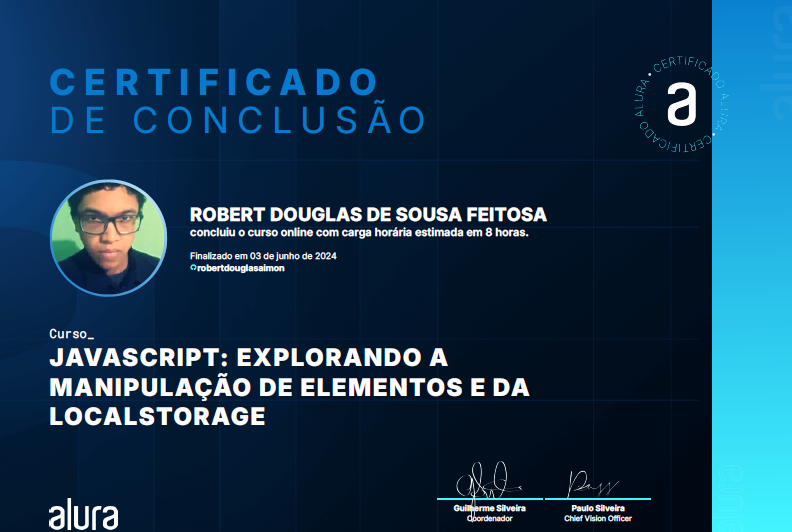 CERTIFICADO
DE CONCLUSÃO
CERTIFICADO ALURA • CERTIFICADO ALURA •
a
ROBERT DOUGLAS DE SOUSA FEITOSA
concluiu o curso online com carga horária estimada em 8 horas.
Finalizado em 03 de junho de 2024
robertdouglasaimon
Curso_
JAVASCRIPT: EXPLORANDO A
MANIPULAÇÃO DE ELEMENTOS E DA
LOCALSTORAGE
alura
Guilherme Silveira
Coordenador
Paulo Silveira
Chief Vision Officer
alura